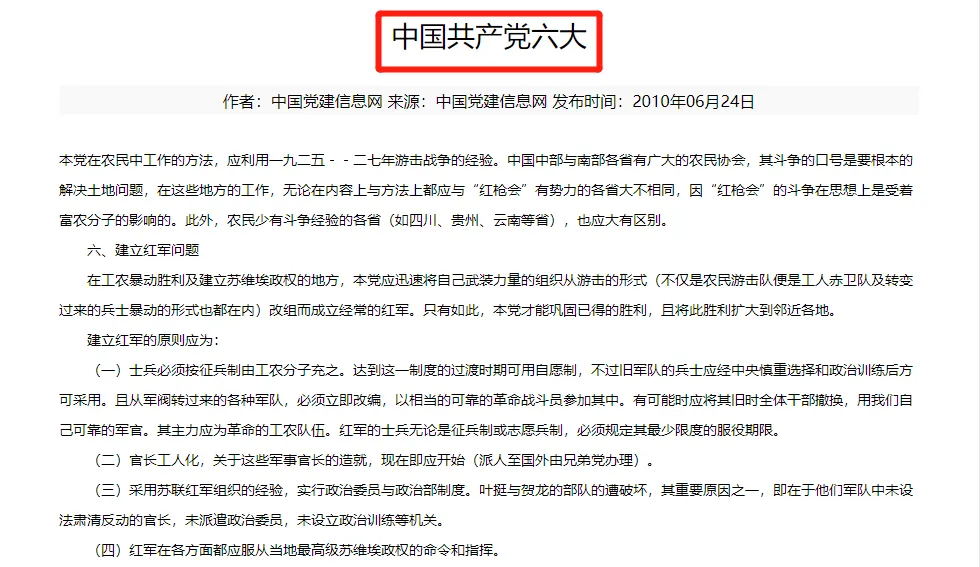 中国共产党六大
作者：中国党建信息网 来源：中国党建信息网 发布时间：2010年06月24日
本党在农民中工作的方法，应利用一九二五－－二七年游击战争的经验。中国中部与南部各省有广大的农民协会，其斗争的口号是要根本的
解决土地问题，在这些地方的工作，无论在内容上与方法上都应与“红枪会”有势力的各省大不相同，因“红枪会”的斗争在思想上是受着
富农分子的影响的。此外，农民少有斗争经验的各省（如四川、贵州、云南等省），也应大有区别。
六、建立红军问题
在工农暴动胜利及建立苏维埃政权的地方，本党应迅速将自己武装力量的组织从游击的形式（不仅是农民游击队便是工人赤卫队及转变
过来的兵士暴动的形式也都在内）改组而成立经常的红军。只有如此，本党才能巩固已得的胜利，且将此胜利扩大到邻近各地。
建立红军的原则应为：
（一）士兵必须按征兵制由工农分子充之。达到这一制度的过渡时期可用自愿制，不过旧军队的兵士应经中央慎重选择和政治训练后方
可采用。且从军阀转过来的各种军队，必须立即改编，以相当的可靠的革命战斗员参加其中。有可能时应将其旧时全体干部撤换，用我们自
己可靠的军官。其主力应为革命的工农队伍。红军的士兵无论是征兵制或志愿兵制，必须规定其最少限度的服役期限。
（二）官长工人化，关于这些军事官长的造就，现在即应开始（派人至国外由兄弟党办理）。
（三）采用苏联红军组织的经验，实行政治委员与政治部制度。叶挺与贺龙的部队的遭破坏，其重要原因之一，即在于他们军队中未设
法肃清反动的官长，未派遣政治委员，未设立政治训练等机关。
（四）红军在各方面都应服从当地最高级苏维埃政权的命令和指挥。